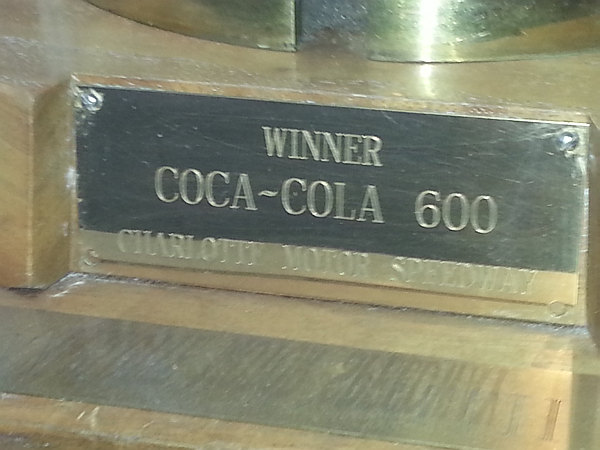 WINNER
COCA~COLA 600
CHARLOTTE MOTOR SPEEDWAY